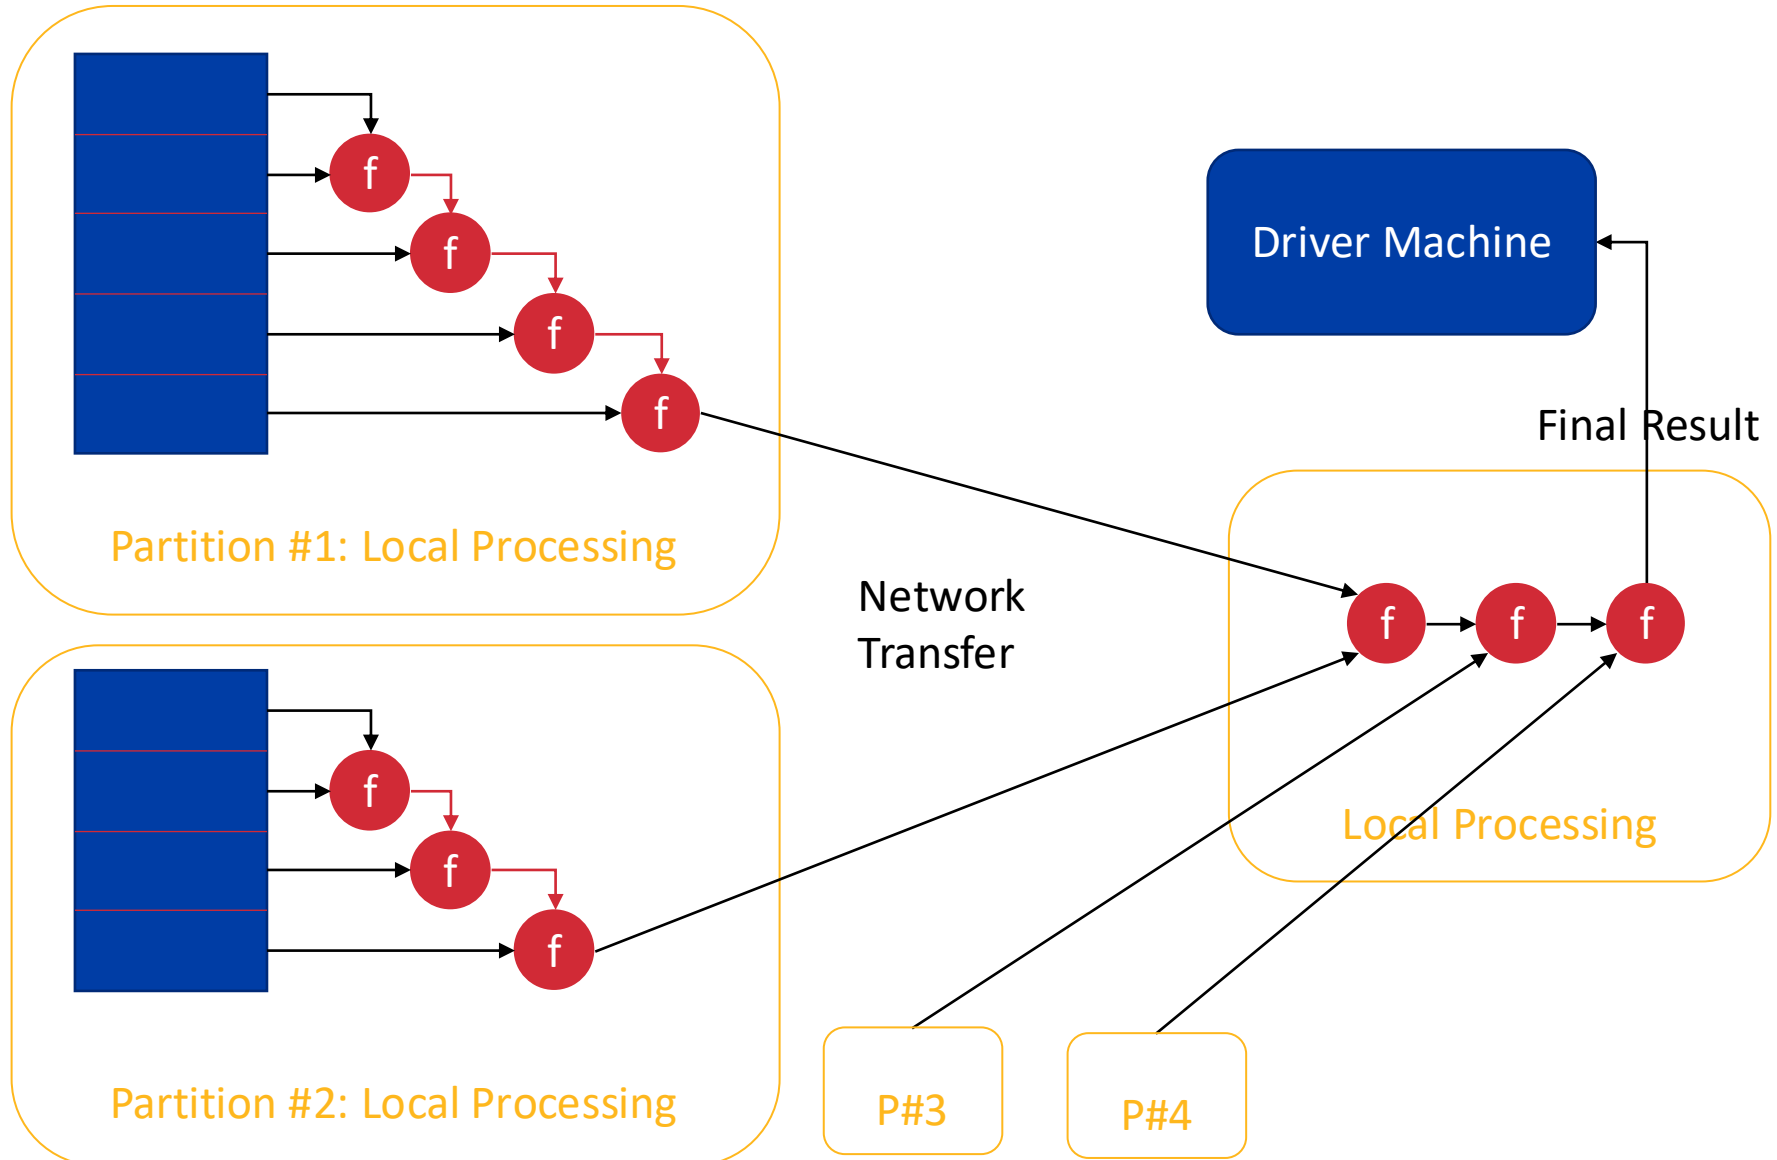 f
f
f
f
Partition #1: Local Processing
Driver Machine
Final Result
Network
Transfer
f
f
f
Local Processing
f
f
f
Partition #2: Local Processing
P#3
P#4